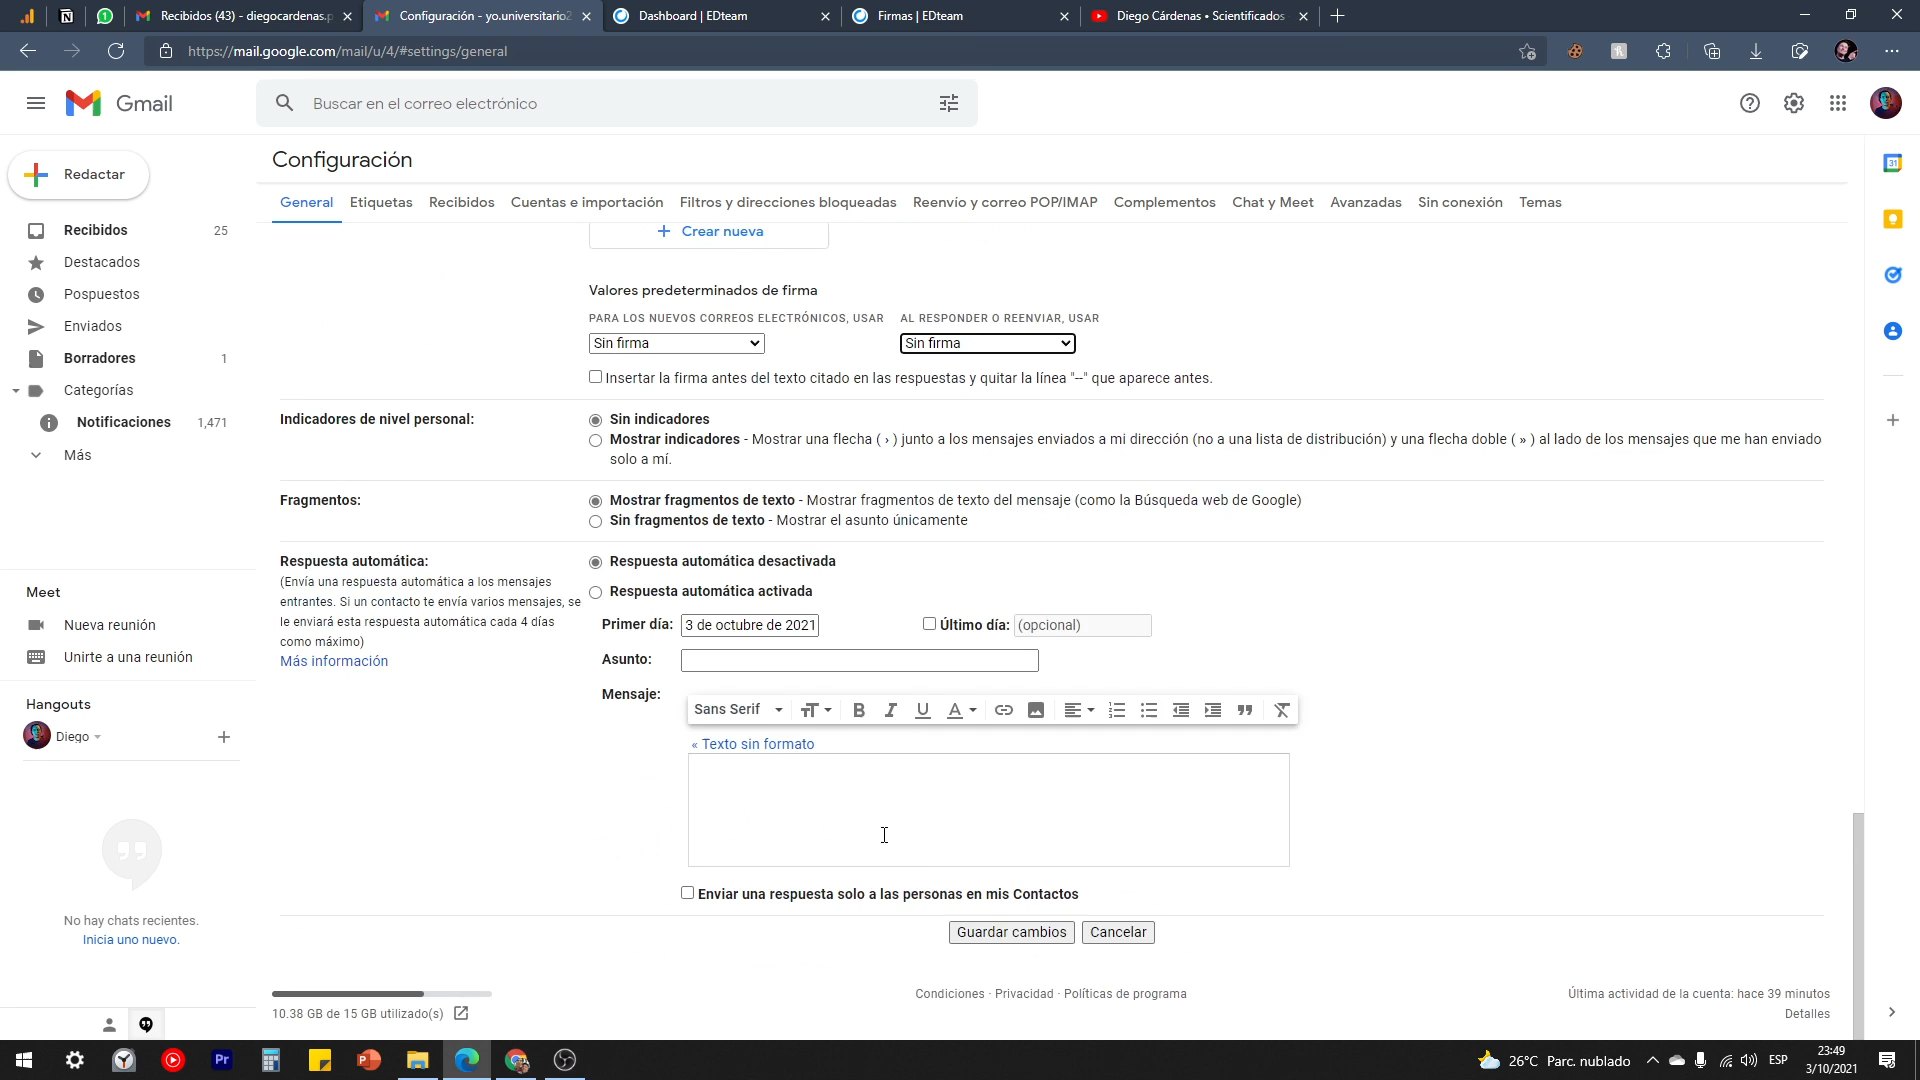 Recibidos (43) - diegocardenas.p
Configuración - yo.universitario2
Dashboard | EDteam
Firmas | EDteam
Diego Cárdenas • Scientificados
https://mail.google.com/mail/u/4/#settings/general
Gmail
Buscar en el correo electrónico
Redactar
Recibidos 25
Destacados
Pospuestos
Enviados
Borradores 1
Categorías
Notificaciones 1,471
Más
Meet
Nueva reunión
Unirte a una reunión
Hangouts
Diego
No hay chats recientes.
Inicia uno nuevo.
Configuración
General Etiquetas Recibidos Cuentas e importación Filtros y direcciones bloqueadas Reenvío y correo POP/IMAP Complementos Chat y Meet Avanzadas Sin conexión Temas
+ Crear nueva
Valores predeterminados de firma
PARA LOS NUEVOS CORREOS ELECTRÓNICOS, USAR AL RESPONDER O REENVIAR, USAR
Sin firma Sin firma
Insertar la firma antes del texto citado en las respuestas y quitar la línea "--" que aparece antes.
Indicadores de nivel personal: Sin indicadores
Mostrar indicadores - Mostrar una flecha ( › ) junto a los mensajes enviados a mi dirección (no a una lista de distribución) y una flecha doble ( » ) al lado de los mensajes que me han enviado
solo a mí.
Fragmentos: Mostrar fragmentos de texto - Mostrar fragmentos de texto del mensaje (como la Búsqueda web de Google)
Sin fragmentos de texto - Mostrar el asunto únicamente
Respuesta automática:
(Envía una respuesta automática a los mensajes
entrantes. Si un contacto te envía varios mensajes, se
le enviará esta respuesta automática cada 4 días
como máximo)
Más información
Respuesta automática desactivada
Respuesta automática activada
Primer día: 3 de octubre de 2021 Último día: (opcional)
Asunto:
Mensaje:
Sans Serif
« Texto sin formato
Enviar una respuesta solo a las personas en mis Contactos
Guardar cambios Cancelar
10.38 GB de 15 GB utilizado(s)
Condiciones · Privacidad · Políticas de programa
Última actividad de la cuenta: hace 39 minutos
Detalles
31
Pr
26°C Parc. nublado
ESP
23:49
3/10/2021